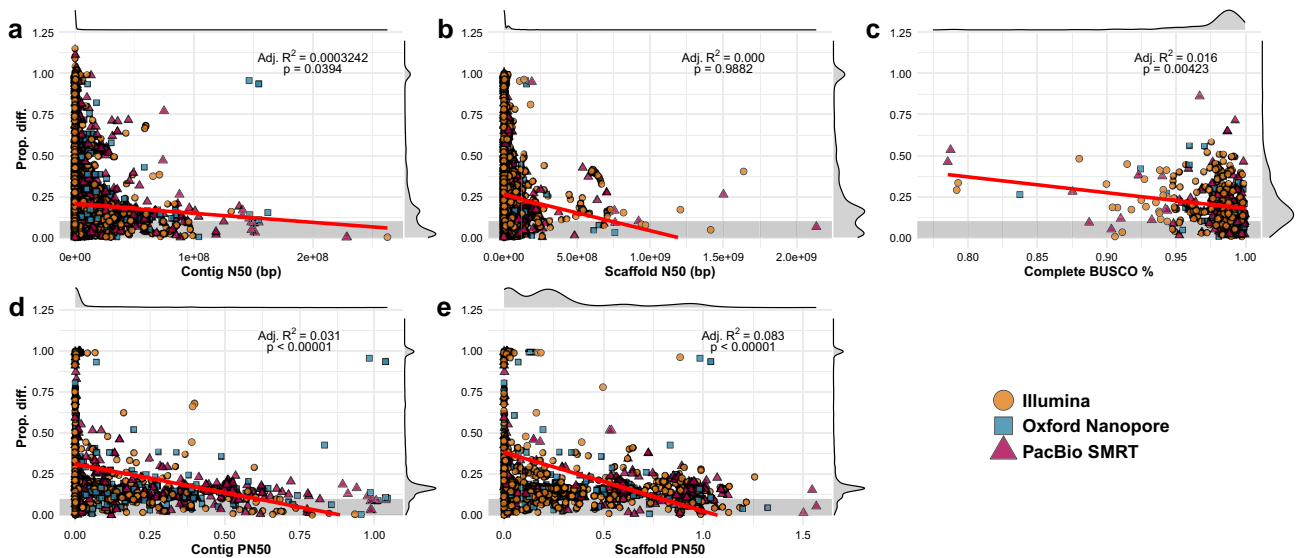 a
b
c
1.25
1.00
0.75
0.50
0.25
0.00
Prop. diff.
Adj. R² = 0.0003242
p = 0.0394
0e+00
1e+08
2e+08
Contig N50 (bp)
1.25
1.00
0.75
0.50
0.25
0.00
Adj. R² = 0.000
p = 0.9882
0.0e+00
5.0e+08
1.0e+09
1.5e+09
2.0e+09
Scaffold N50 (bp)
1.25
1.00
0.75
0.50
0.25
0.00
Adj. R² = 0.016
p = 0.00423
0.80
0.85
0.90
0.95
1.00
Complete BUSCO %
d
e
1.25
1.00
0.75
0.50
0.25
0.00
Prop. diff.
Adj. R² = 0.031
p < 0.00001
0.00
0.25
0.50
0.75
1.00
Contig PN50
1.25
1.00
0.75
0.50
0.25
0.00
Adj. R² = 0.083
p < 0.00001
0.0
0.5
1.0
1.5
Scaffold PN50
Illumina
Oxford Nanopore
PacBio SMRT